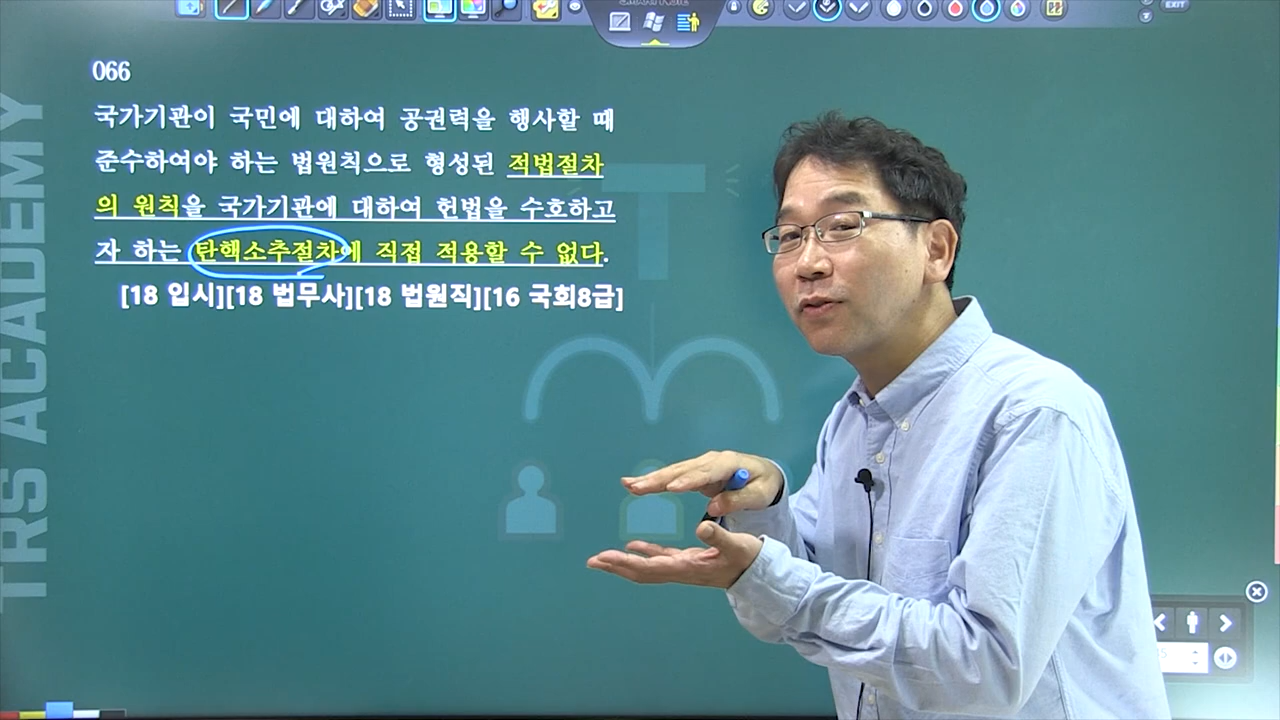 SMART NOTE
EXIT
066
국가기관이 국민에 대하여 공권력을 행사할 때
준수하여야 하는 법원칙으로 형성된 적법절차
의 원칙을 국가기관에 대하여 헌법을 수호하고
자 하는 탄핵소추절차에 직접 적용할 수 없다.
[18 입시][18 법무사][18 법원직][16 국회8급]
TRS ACADEMY